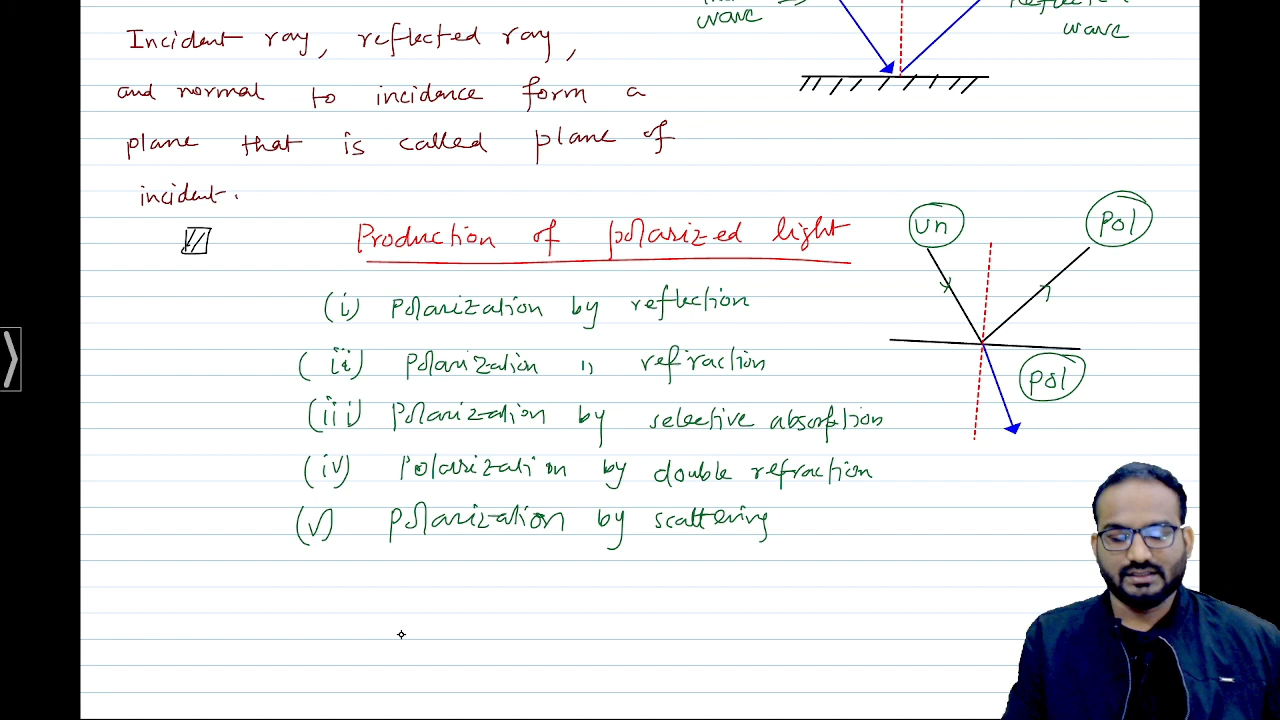 wave
wave
Incident ray, reflected ray,
and normal to incidence form a
plane that is called plane of
incident.
Production of polarized light
un
pol
(i) polarization by reflection
(ii) polarization ,, refraction
pol
(iii) polarization by selective absorption
(iv) polarization by double refraction
(v) polarization by scattering